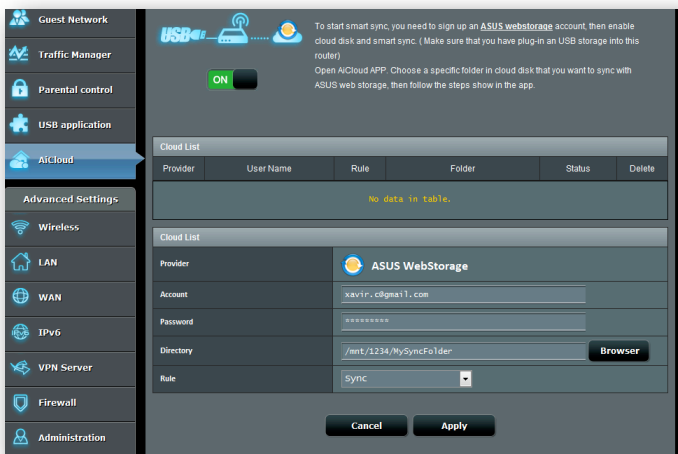 Guest Network
Traffic Manager
Parental control
USB application
AiCloud
Advanced Settings
Wireless
LAN
WAN
IPv6
VPN Server
Firewall
Administration
USB
To start smart sync, you need to sign up an ASUS webstorage account, then enable
cloud disk and smart sync. ( Make sure that you have plug-in an USB storage into this
router)
Open AiCloud APP. Choose a specific folder in cloud disk that you want to sync with
ASUS web storage, then follow the steps show in the app.
ON
Cloud List
Provider User Name Rule Folder Status Delete
No data in table.
Cloud List
Provider ASUS WebStorage
Account xavir.c@gmail.com
Password *********
Directory /mnt/1234/MySyncFolder Browser
Rule Sync
Cancel Apply